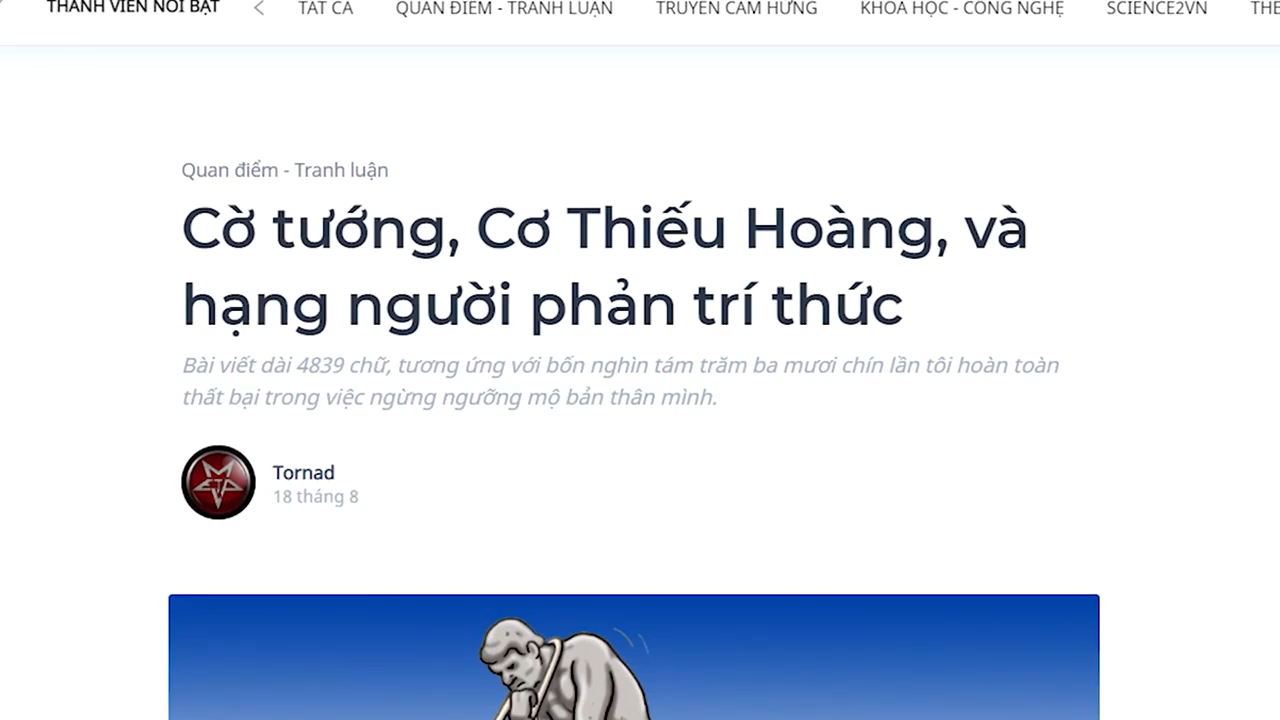 THÀNH VIÊN NỔI BẬT
TẤT CẢ
QUAN ĐIỂM - TRANH LUẬN
TRUYỀN CẢM HỨNG
KHOA HỌC - CÔNG NGHỆ
SCIENCE2VN
THE
Quan điểm - Tranh luận
Cờ tướng, Cơ Thiếu Hoàng, và
hạng người phản trí thức
Bài viết dài 4839 chữ, tương ứng với bốn nghìn tám trăm ba mươi chín lần tôi hoàn toàn
thất bại trong việc ngừng ngưỡng mộ bản thân mình.
Tornad
18 tháng 8